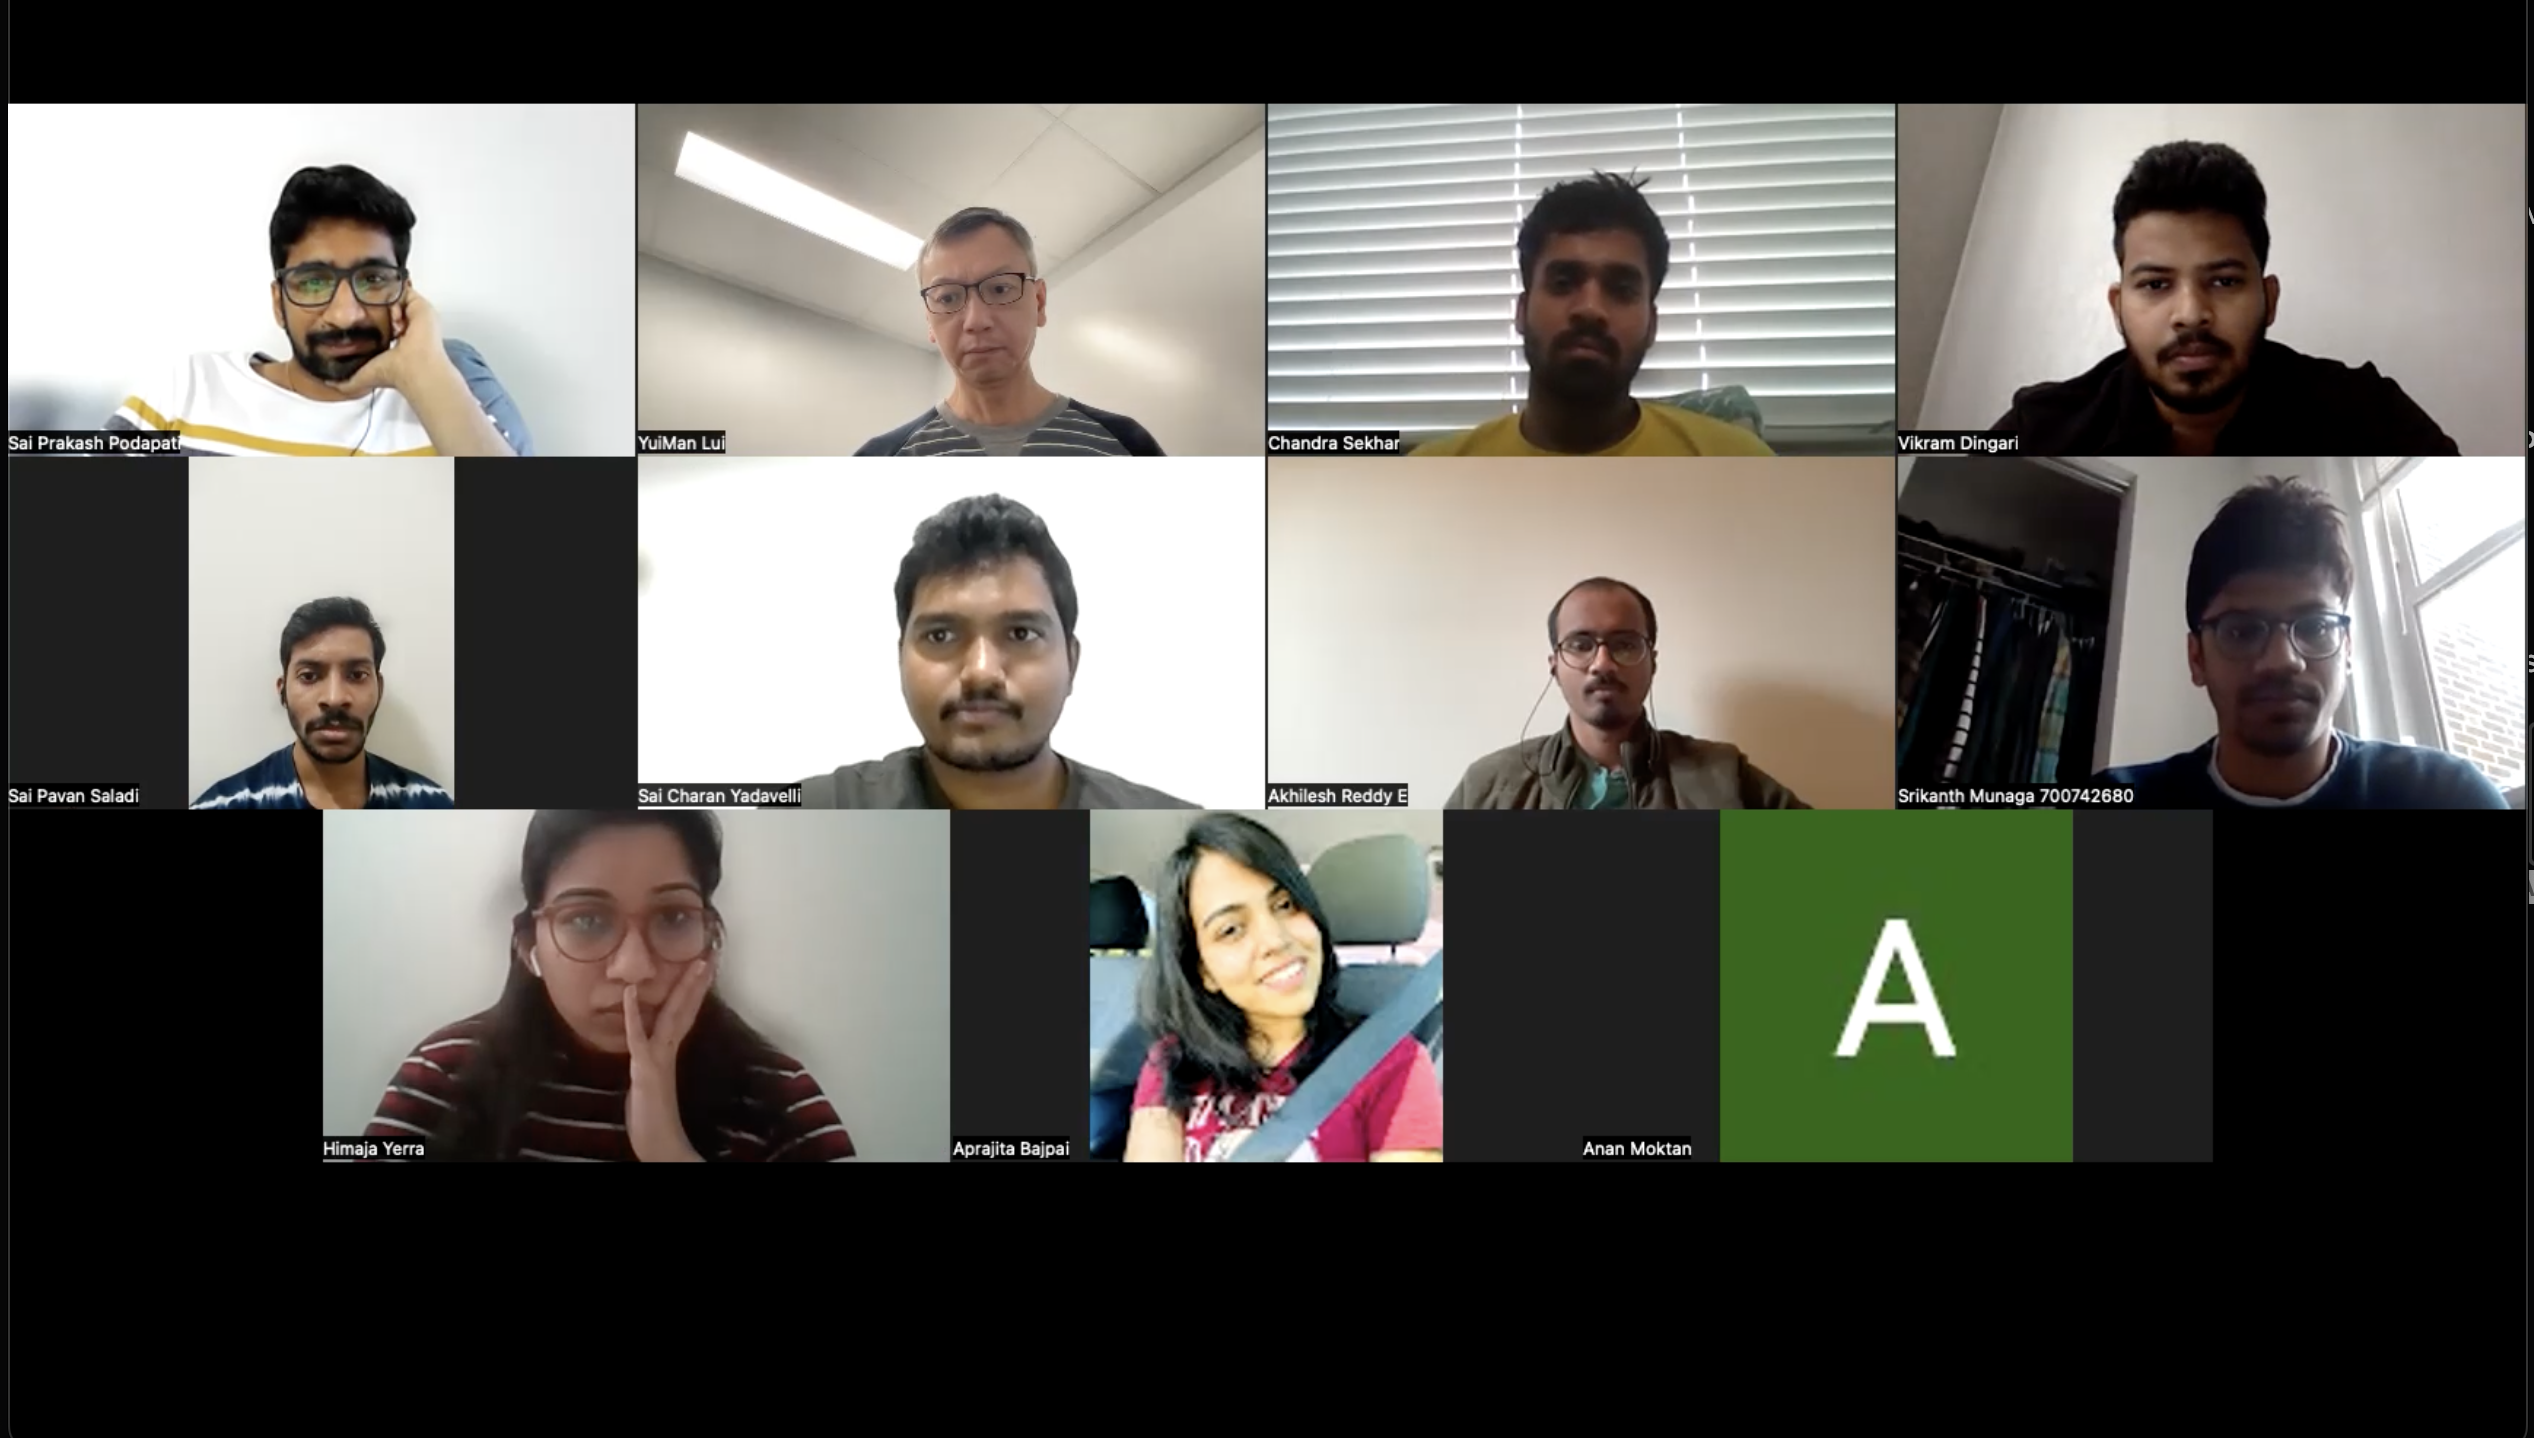 Sai Prakash Podapati
YuiMan Lui
Chandra Sekhar
Vikram Dingari
Sai Pavan Saladi
Sai Charan Yadavelli
Akhilesh Reddy E
Srikanth Munaga 700742680
Himaja Yerra
Aprajita Bajpai
Anan Moktan
A